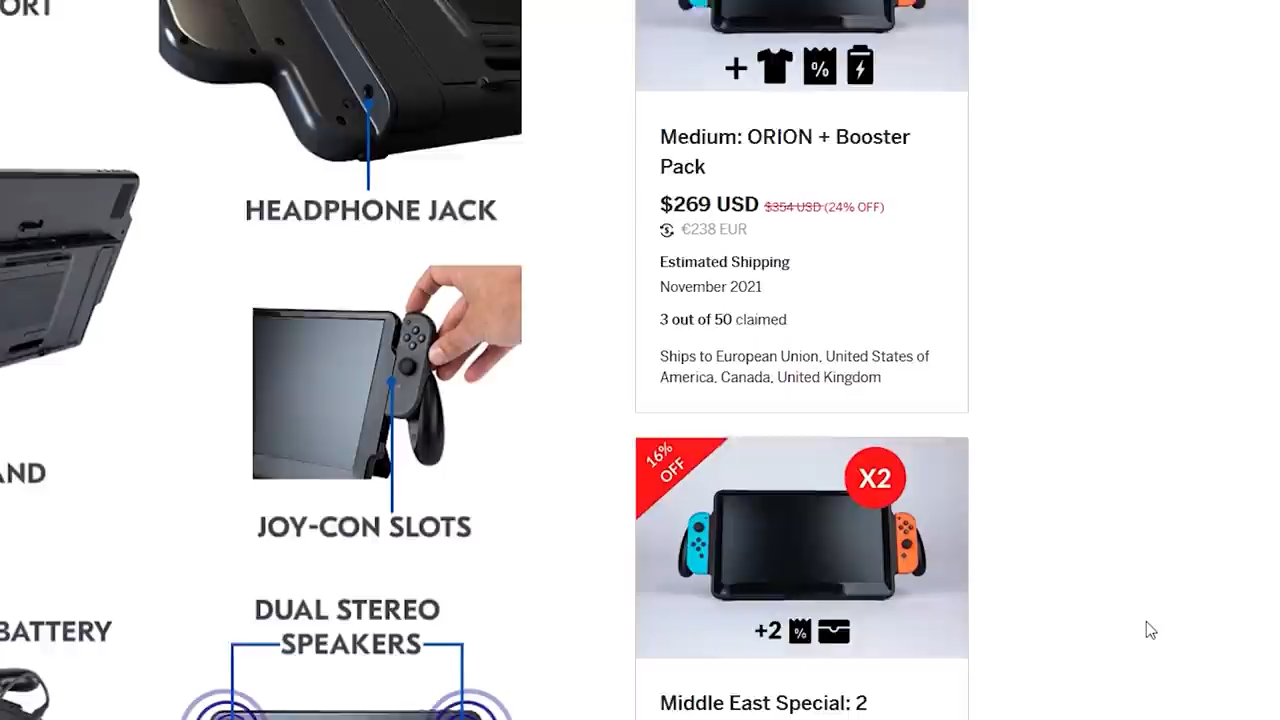 ORT
HEADPHONE JACK
AND
JOY-CON SLOTS
BATTERY
DUAL STEREO
SPEAKERS
+ %
Medium: ORION + Booster
Pack
$269 USD $354 USD (24% OFF)
€238 EUR
Estimated Shipping
November 2021
3 out of 50 claimed
Ships to European Union, United States of
America, Canada, United Kingdom
16%
OFF
X2
+2 %
Middle East Special: 2